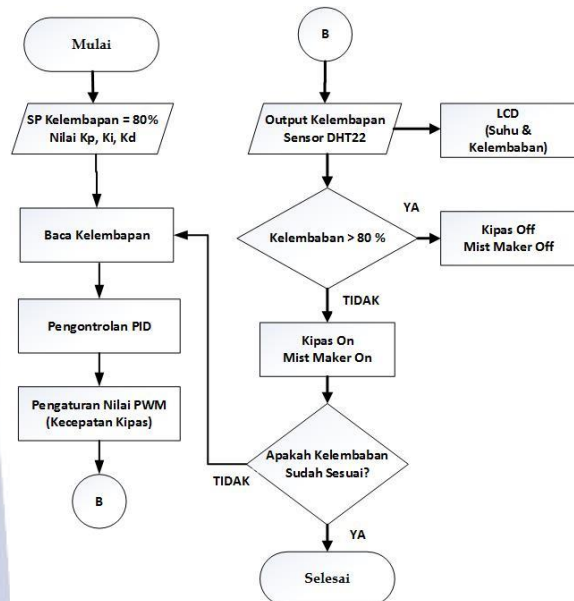 Mulai
SP Kelembapan = 80%
Nilai Kp, Ki, Kd
Baca Kelembapan
Pengontrolan PID
Pengaturan Nilai PWM
(Kecepatan Kipas)
B
B
Output Kelembapan
Sensor DHT22
LCD
(Suhu &
Kelembaban)
Kelembaban > 80 %
YA
Kipas Off
Mist Maker Off
TIDAK
Kipas On
Mist Maker On
Apakah Kelembaban
Sudah Sesuai?
TIDAK
YA
Selesai